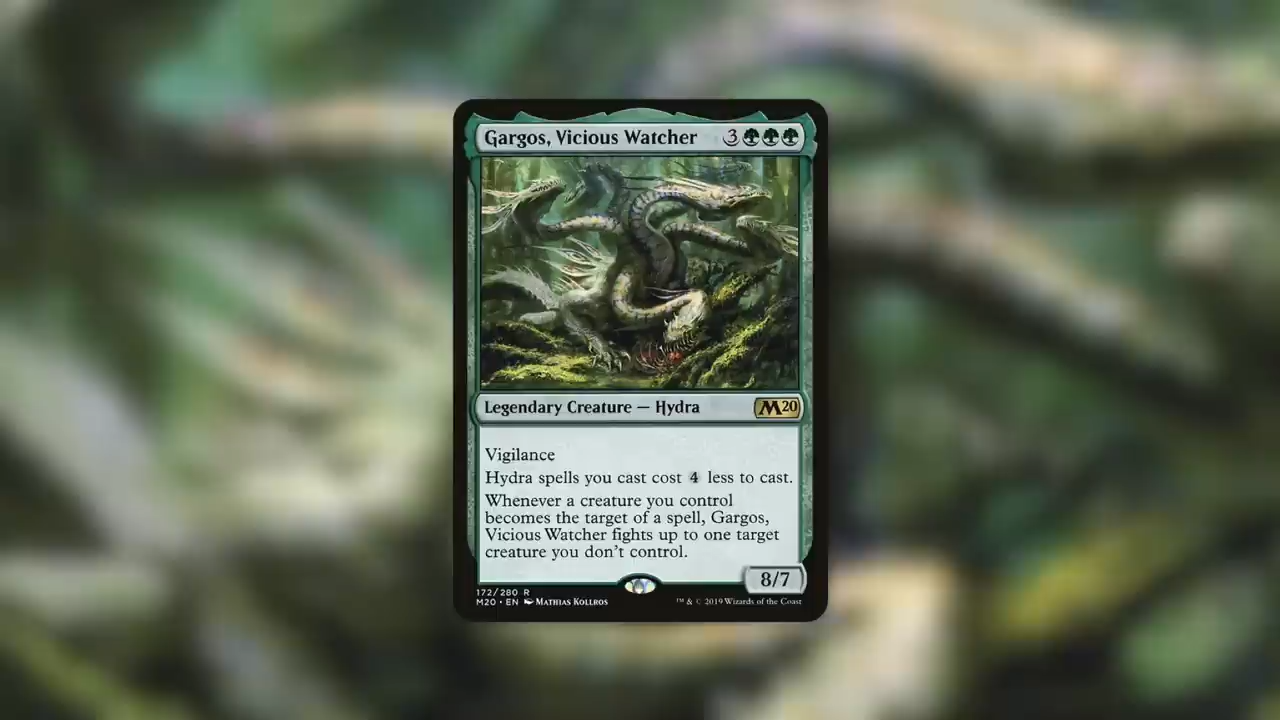 Gargos, Vicious Watcher 3
Legendary Creature — Hydra M20
Vigilance
Hydra spells you cast cost 4 less to cast.
Whenever a creature you control
becomes the target of a spell, Gargos,
Vicious Watcher fights up to one target
creature you don't control.
8/7
172/280 R
M20 • EN Mathias Kollros
™ & © 2019 Wizards of the Coast